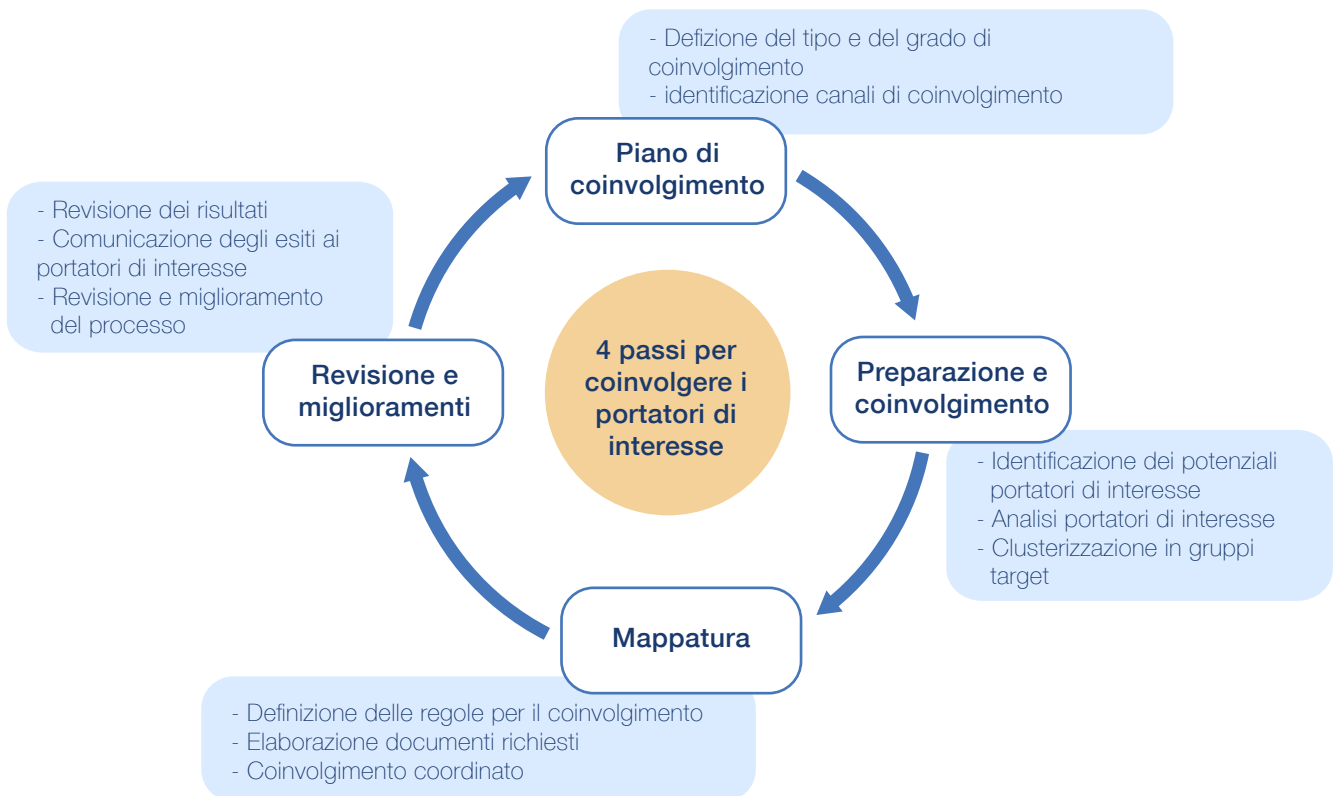 - Defizione del tipo e del grado di
coinvolgimento
- identificazione canali di coinvolgimento
Piano di
coinvolgimento
- Revisione dei risultati
- Comunicazione degli esiti ai
portatori di interesse
- Revisione e miglioramento
del processo
Revisione e
miglioramenti
4 passi per
coinvolgere i
portatori di
interesse
Preparazione e
coinvolgimento
- Identificazione dei potenziali
portatori di interesse
- Analisi portatori di interesse
- Clusterizzazione in gruppi
target
Mappatura
- Definizione delle regole per il coinvolgimento
- Elaborazione documenti richiesti
- Coinvolgimento coordinato